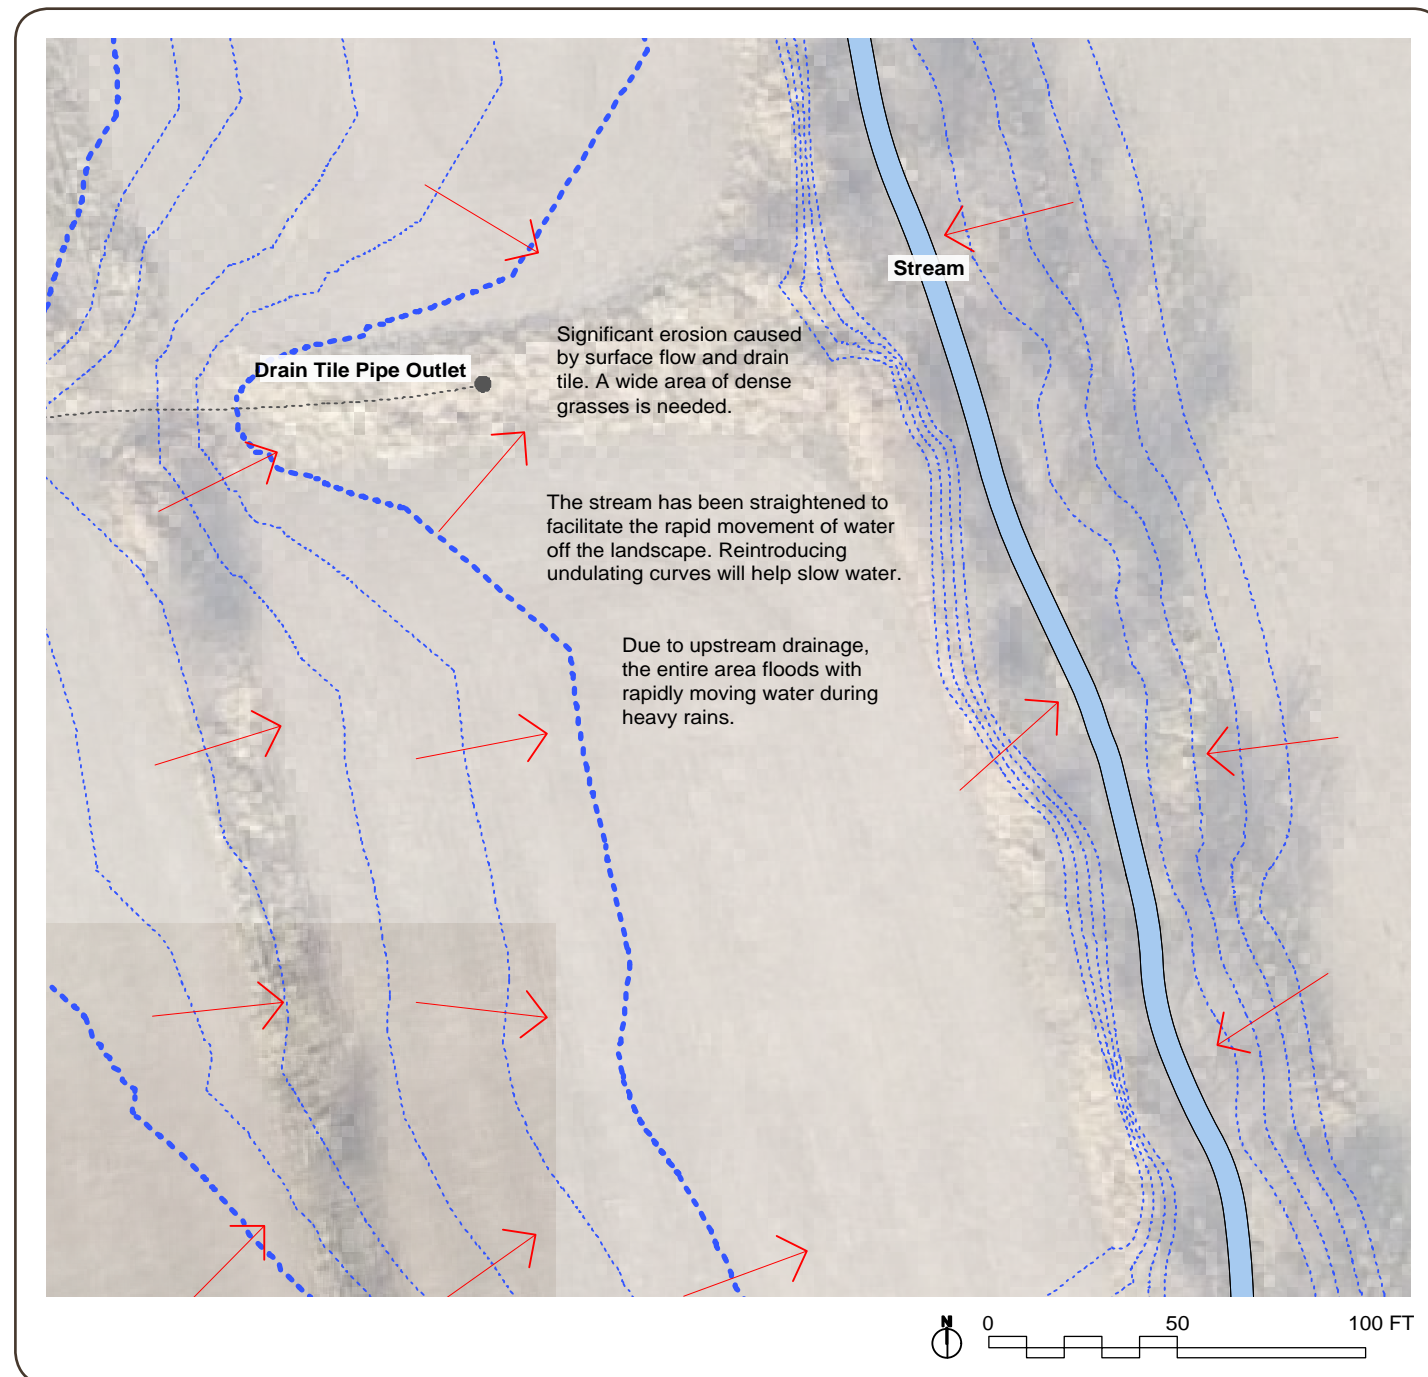 Stream
Drain Tile Pipe Outlet
Significant erosion caused
by surface flow and drain
tile. A wide area of dense
grasses is needed.
The stream has been straightened to
facilitate the rapid movement of water
off the landscape. Reintroducing
undulating curves will help slow water.
Due to upstream drainage,
the entire area floods with
rapidly moving water during
heavy rains.
N
0 50 100 FT